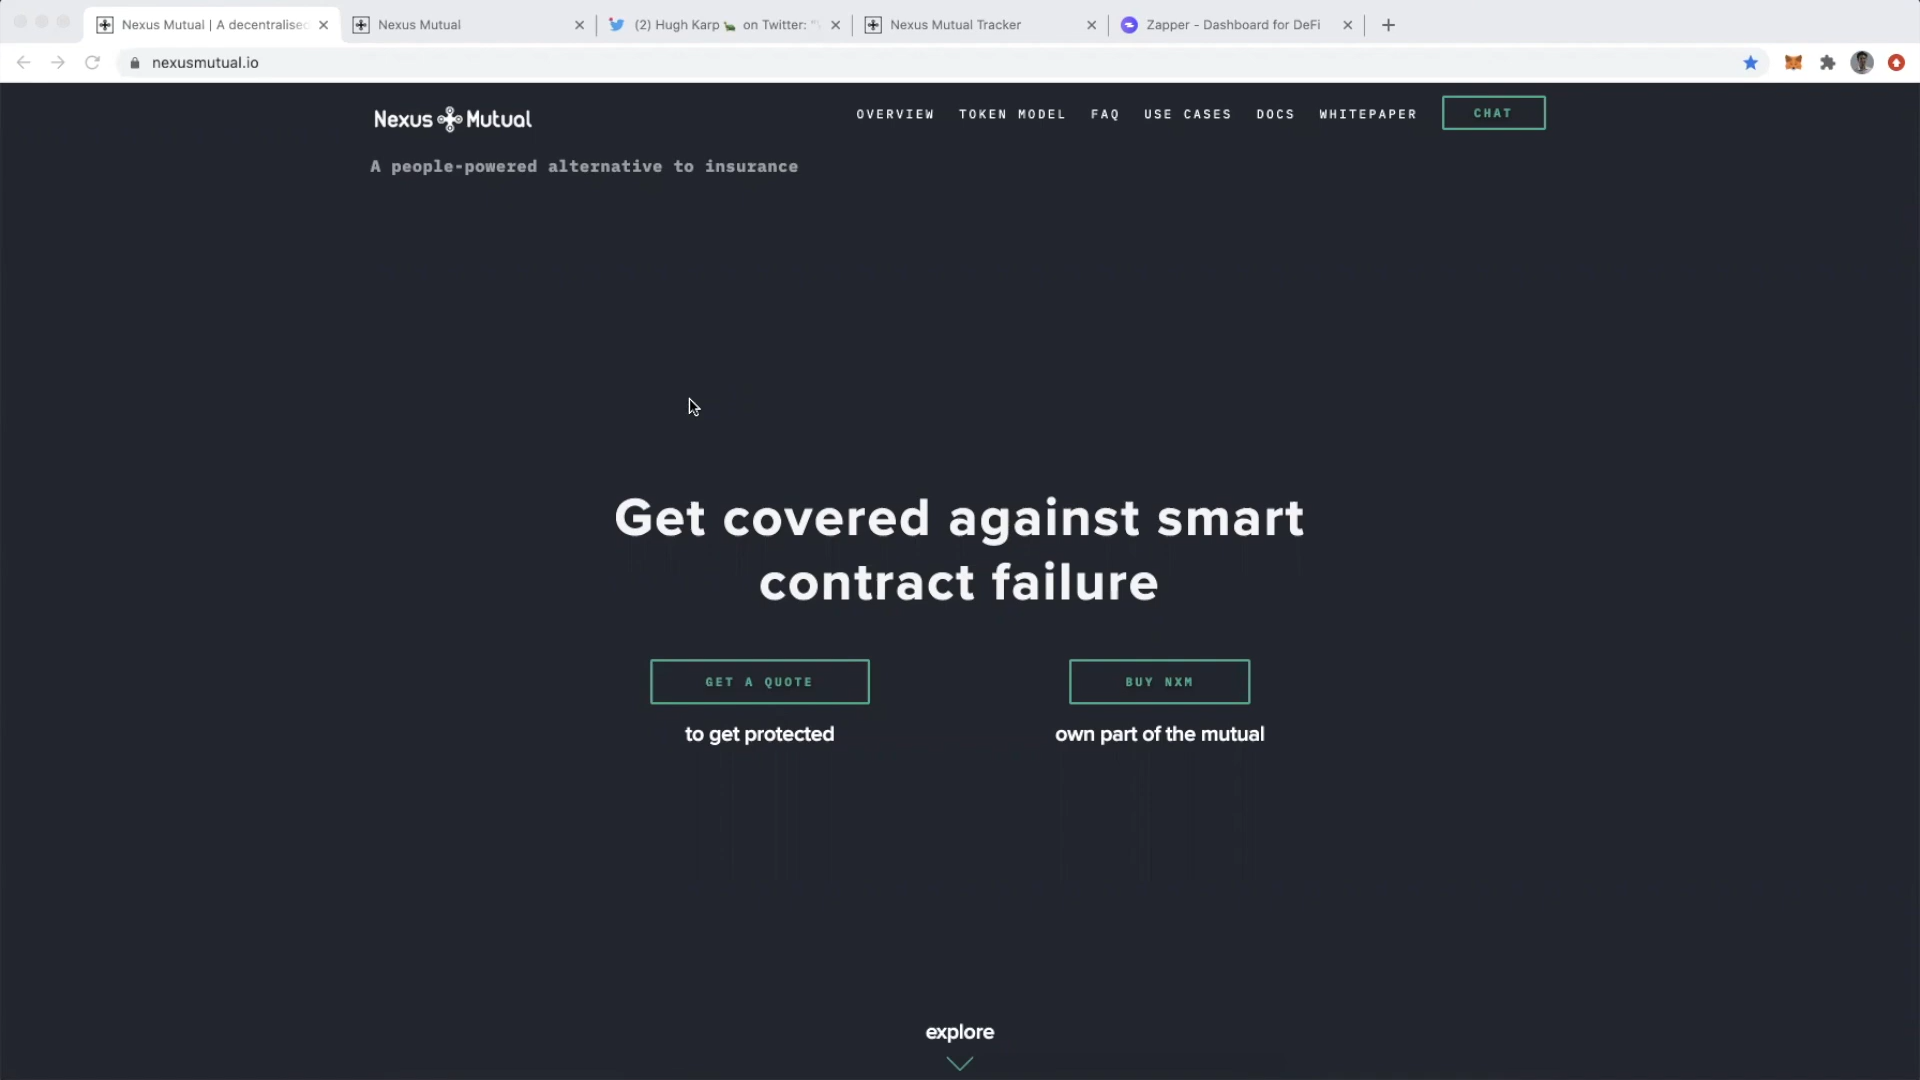 Nexus Mutual | A decentralised
Nexus Mutual
(2) Hugh Karp 🐢 on Twitter: "
Nexus Mutual Tracker
Zapper - Dashboard for DeFi
nexusmutual.io
Nexus Mutual
OVERVIEW
TOKEN MODEL
FAQ
USE CASES
DOCS
WHITEPAPER
CHAT
A people-powered alternative to insurance
Get covered against smart
contract failure
GET A QUOTE
BUY NXM
to get protected
own part of the mutual
explore